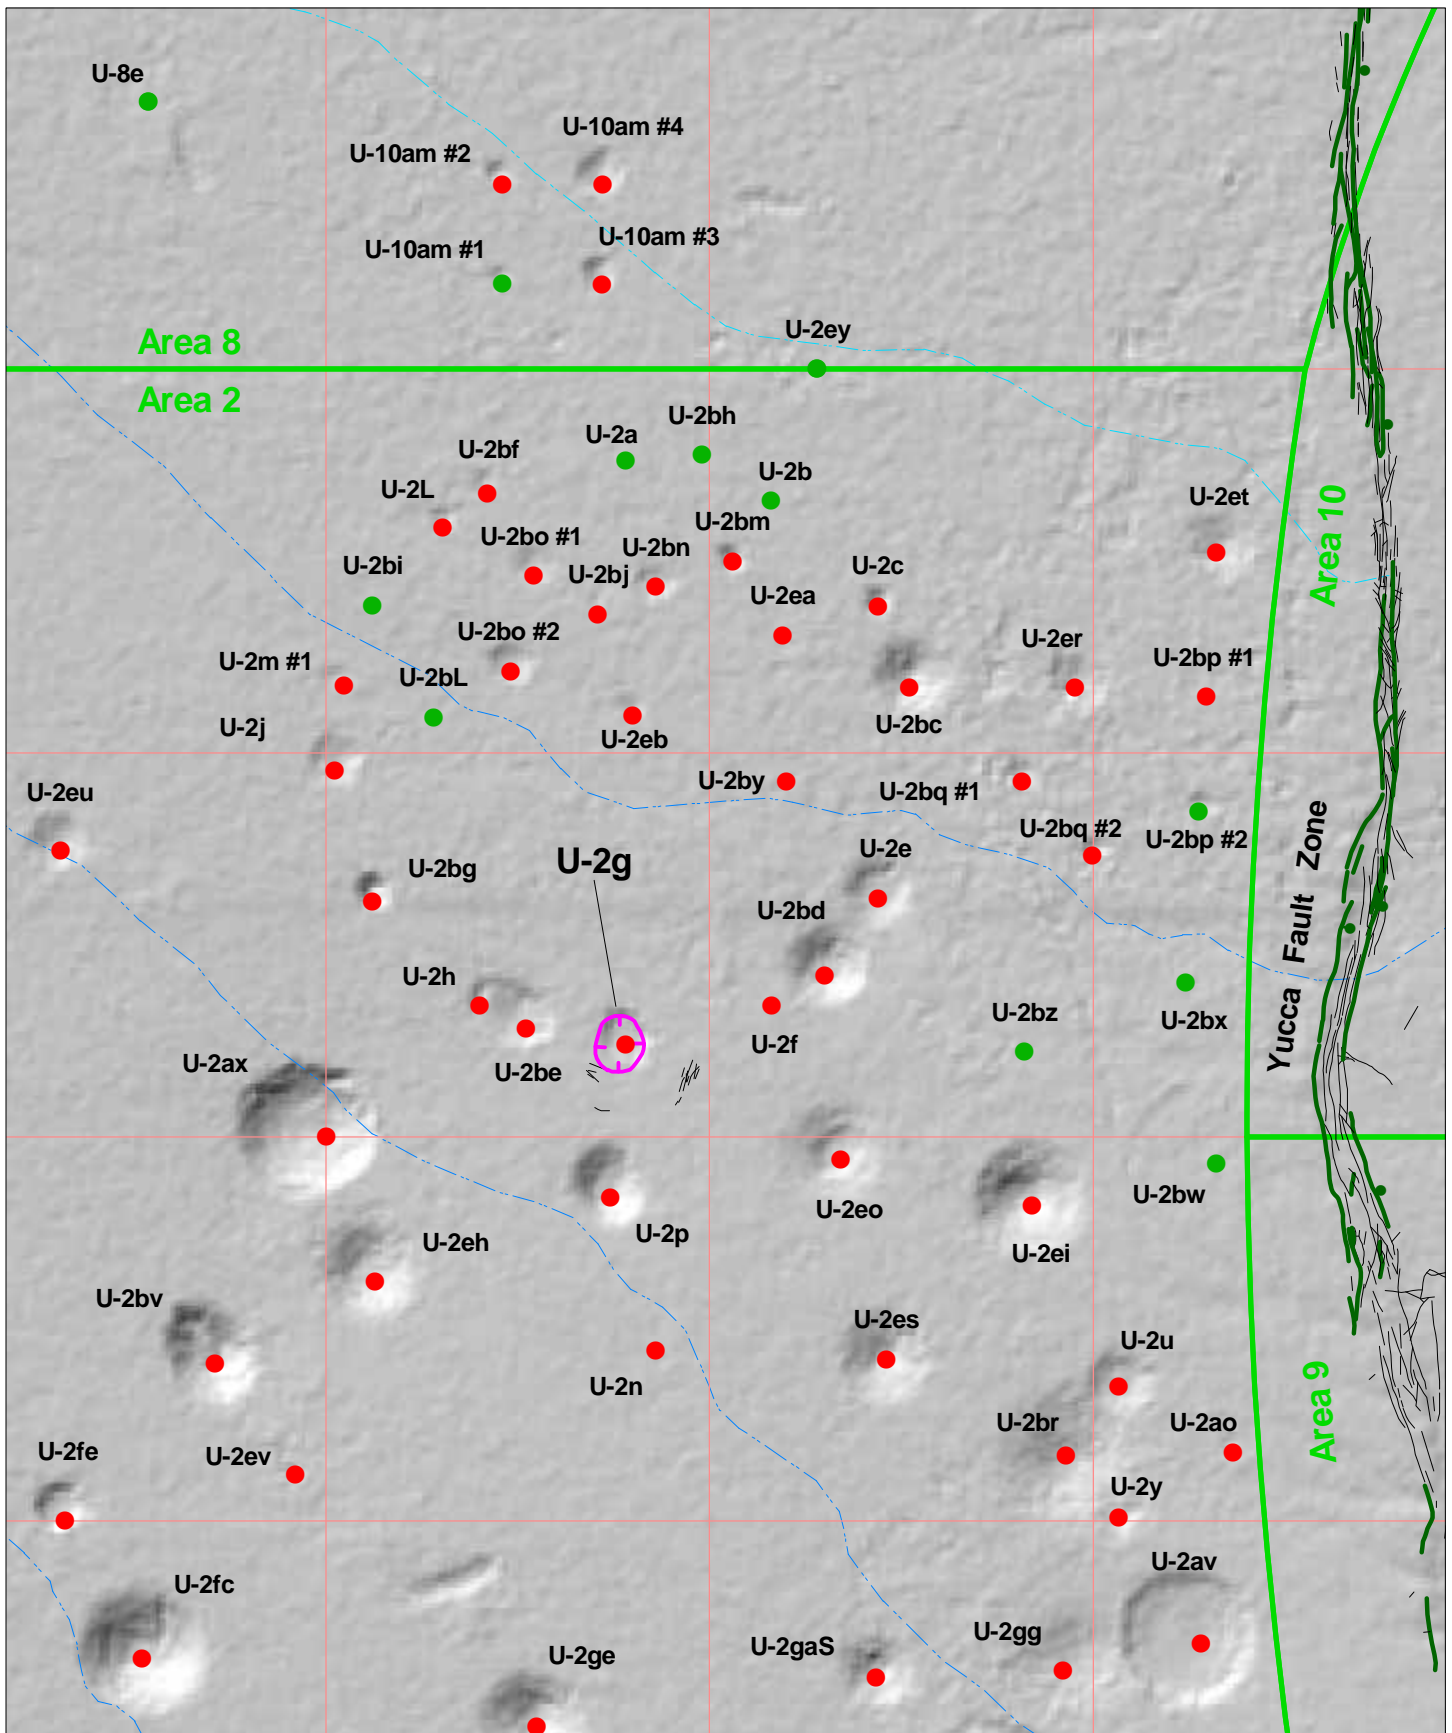 U-8e
U-10am #4
U-10am #2
U-10am #3
U-10am #1
U-2ey
Area 8
Area 2
U-2bh
U-2a
U-2bf
U-2b
U-2L
U-2et
U-2bm
U-2bo #1
U-2bn
Area 10
U-2bi
U-2bj
U-2c
U-2ea
U-2bo #2
U-2er
U-2m #1
U-2bp #1
U-2bL
U-2j
U-2bc
U-2eb
U-2by
U-2bq #1
U-2eu
U-2bq #2
U-2bp #2
U-2e
U-2g
U-2bg
Yucca Fault Zone
U-2bd
U-2h
U-2bx
U-2bz
U-2f
U-2ax
U-2be
U-2bw
U-2eo
U-2p
U-2eh
U-2ei
U-2bv
U-2es
U-2u
U-2n
Area 9
U-2br
U-2ao
U-2fe
U-2ev
U-2y
U-2av
U-2fc
U-2gg
U-2gaS
U-2ge